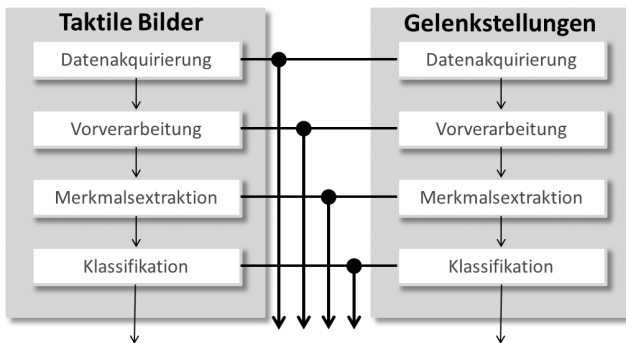 Taktile Bilder
Datenakquirierung
Vorverarbeitung
Merkmalsextraktion
Klassifikation
Gelenkstellungen
Datenakquirierung
Vorverarbeitung
Merkmalsextraktion
Klassifikation